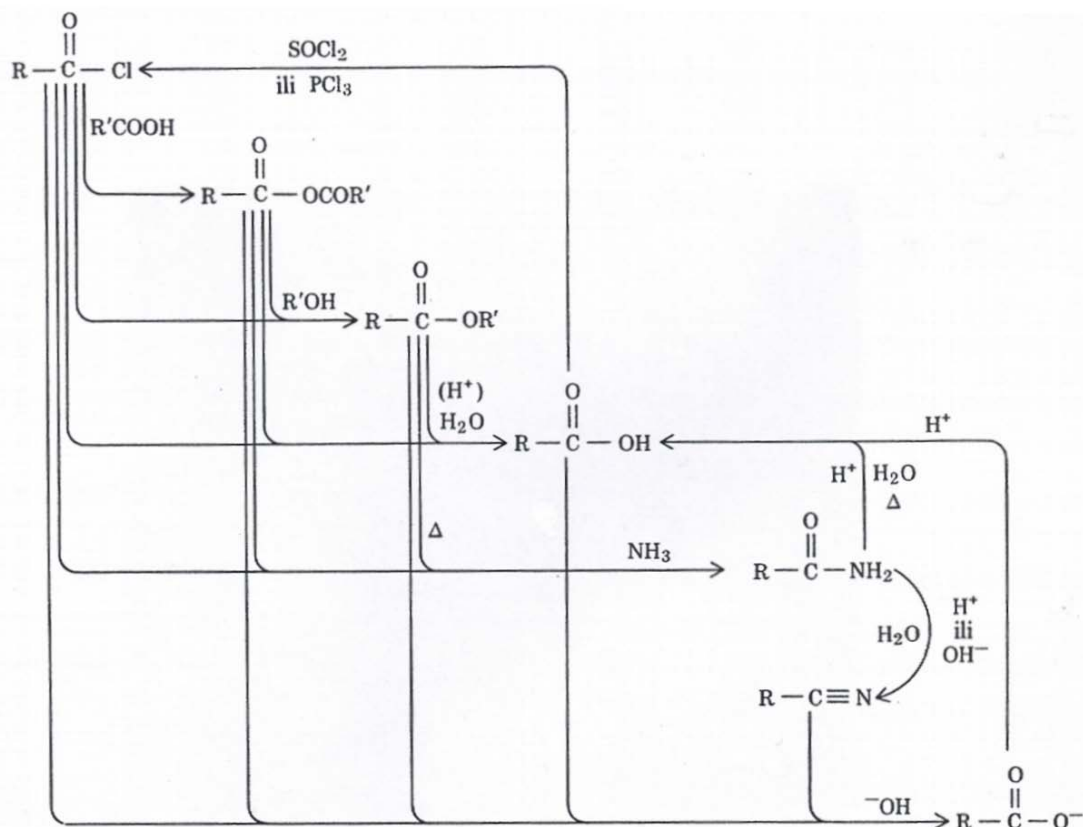 O
SOCl₂
R — C — Cl
ili PCl₃
R′COOH
O
R — C — OCOR′
O
R′OH
R — C — OR′
(H⁺)
H₂O
O
R — C — OH
H⁺
H⁺
H₂O
Δ
O
Δ
NH₃
R — C — NH₂
H⁺
ili
OH⁻
H₂O
R — C≡N
O
⁻OH
R — C — O⁻